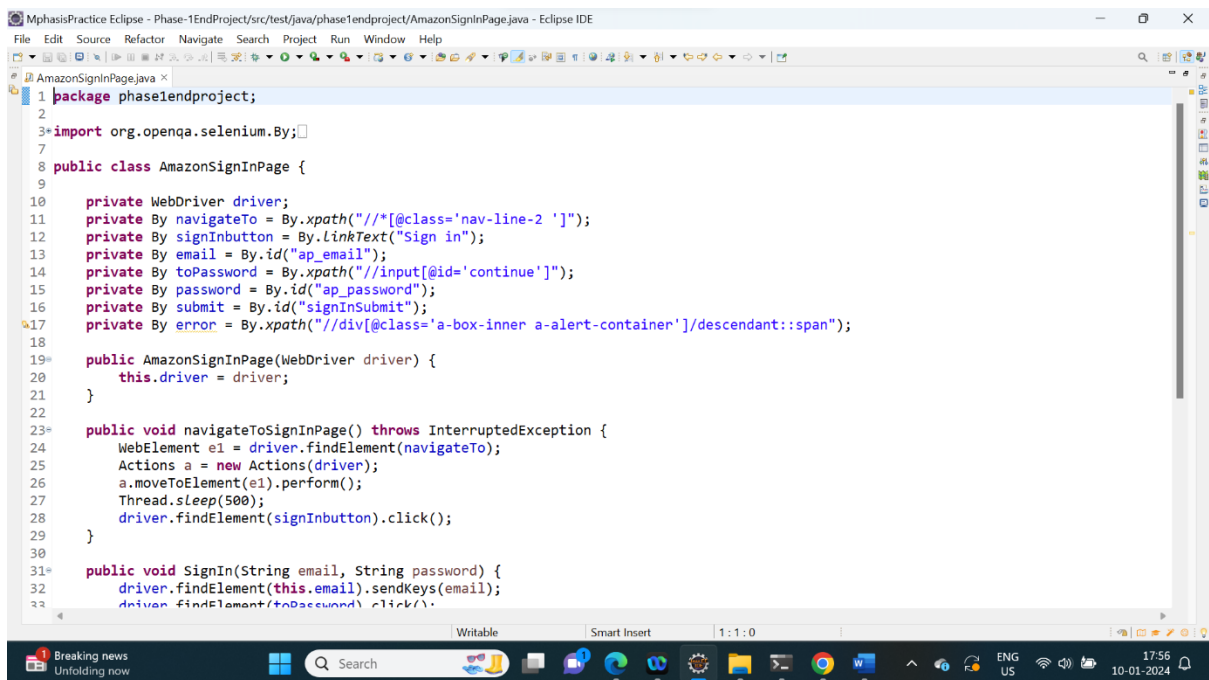 MphasisPractice Eclipse - Phase-1EndProject/src/test/java/phase1endproject/AmazonSignInPage.java - Eclipse IDE
File Edit Source Refactor Navigate Search Project Run Window Help
AmazonSignInPage.java ×
1 package phase1endproject;
2
3 import org.openqa.selenium.By;
7
8 public class AmazonSignInPage {
9
10 private WebDriver driver;
11 private By navigateTo = By.xpath("//*[@class='nav-line-2 ']");
12 private By signInbutton = By.linkText("Sign in");
13 private By email = By.id("ap_email");
14 private By toPassword = By.xpath("//input[@id='continue']");
15 private By password = By.id("ap_password");
16 private By submit = By.id("signInSubmit");
17 private By error = By.xpath("//div[@class='a-box-inner a-alert-container']/descendant::span");
18
19 public AmazonSignInPage(WebDriver driver) {
20 this.driver = driver;
21 }
22
23 public void navigateToSignInPage() throws InterruptedException {
24 WebElement e1 = driver.findElement(navigateTo);
25 Actions a = new Actions(driver);
26 a.moveToElement(e1).perform();
27 Thread.sleep(500);
28 driver.findElement(signInbutton).click();
29 }
30
31 public void SignIn(String email, String password) {
32 driver.findElement(this.email).sendKeys(email);
33 driver.findElement(toPassword).click();
Writable Smart Insert 1 : 1 : 0
1 Breaking news
Unfolding now
Search
ENG
US
17:56
10-01-2024